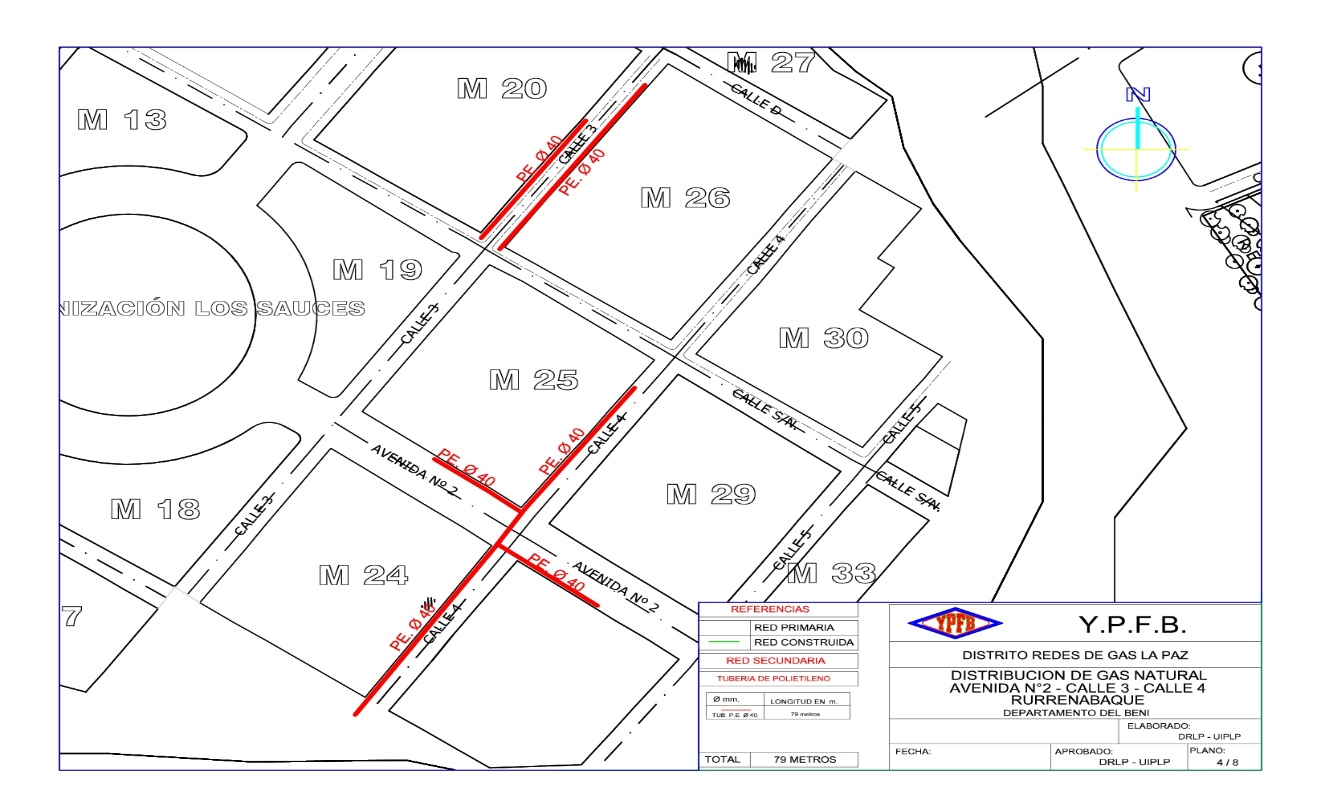 M 27
M 20
CALLE D
M 13
N
CALLE 3
PE. Ø 40
PE. Ø 40
M 26
CALLE 4
M 19
NIZACIÓN LOS SAUCES
CALLE 3
M 30
M 25
CALLE S/N.
CALLE 5
CALLE 4
PE. Ø 40
PE. Ø 40
AVENIDA Nº 2
CALLE S/N.
M 29
M 18
CALLE 3
CALLE 5
M 24
PE. Ø 40
AVENIDA Nº 2
M 33
7
PE. Ø 40
CALLE 4
REFERENCIAS
RED PRIMARIA
RED CONSTRUIDA
RED SECUNDARIA
TUBERIA DE POLIETILENO
Ø mm. LONGITUD EN m.
TUB. P.E. Ø 40 79 metros
TOTAL 79 METROS
YPFB Y.P.F.B.
DISTRITO REDES DE GAS LA PAZ
DISTRIBUCION DE GAS NATURAL
AVENIDA N°2 - CALLE 3 - CALLE 4
RURRENABAQUE
DEPARTAMENTO DEL BENI
ELABORADO:
DRLP - UIPLP
FECHA:
APROBADO:
DRLP - UIPLP
PLANO:
4 / 8